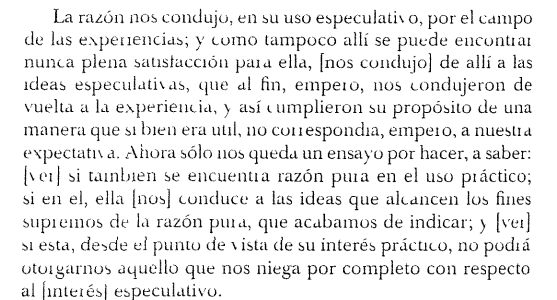 La razón nos condujo, en su uso especulativo, por el campo
de las experiencias; y como tampoco allí se puede encontrar
nunca plena satisfacción para ella, [nos condujo] de allí a las
ideas especulativas, que al fin, empero, nos condujeron de
vuelta a la experiencia, y así cumplieron su propósito de una
manera que si bien era util, no correspondia, empero, a nuestra
expectativa. Ahora sólo nos queda un ensayo por hacer, a saber:
[ver] si tambien se encuentra razón pura en el uso práctico;
si en el, ella [nos] conduce a las ideas que alcancen los fines
supremos de la razón pura, que acabamos de indicar; y [ver]
si esta, desde el punto de vista de su interés práctico, no podrá
otorgarnos aquello que nos niega por completo con respecto
al [interés] especulativo.